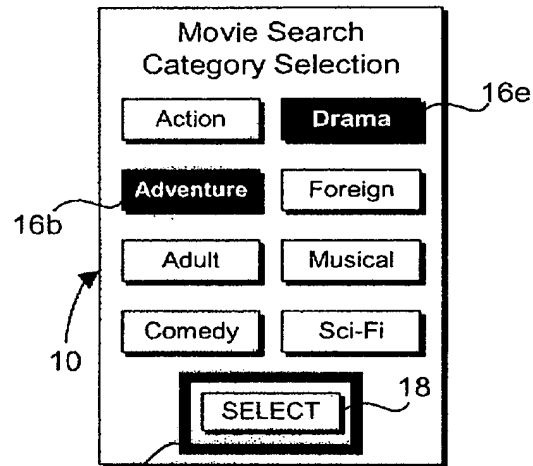 Movie Search
Category Selection
Action Drama 16e
Adventure Foreign
16b
Adult Musical
10
Comedy Sci-Fi
SELECT 18